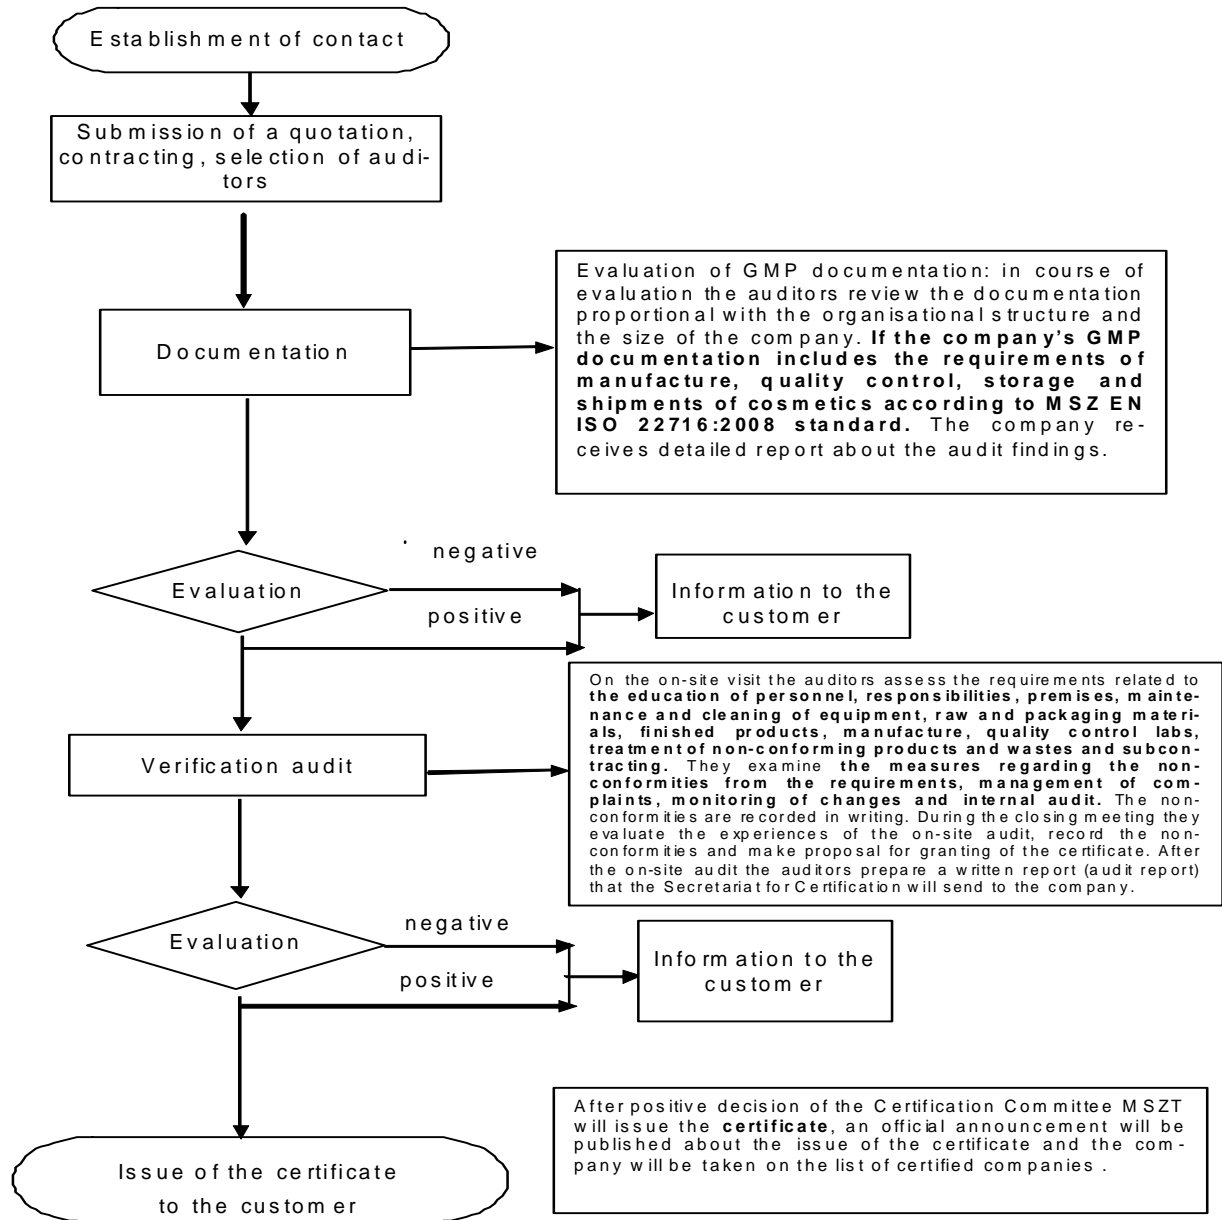 Establishment of contact
Submission of a quotation,
contracting, selection of audi-
tors
Documentation
Evaluation of GMP documentation: in course of
evaluation the auditors review the documentation
proportional with the organisational structure and
the size of the company. If the company's GMP
documentation includes the requirements of
manufacture, quality control, storage and
shipments of cosmetics according to MSZ EN
ISO 22716:2008 standard. The company re-
ceives detailed report about the audit findings.
Evaluation
negative
positive
Information to the
customer
Verification audit
On the on-site visit the auditors assess the requirements related to
the education of personnel, responsibilities, premises, mainte-
nance and cleaning of equipment, raw and packaging materi-
als, finished products, manufacture, quality control labs,
treatment of non-conforming products and wastes and subcon-
tracting. They examine the measures regarding the non-
conformities from the requirements, management of com-
plaints, monitoring of changes and internal audit. The non-
conformities are recorded in writing. During the closing meeting they
evaluate the experiences of the on-site audit, record the non-
conformities and make proposal for granting of the certificate. After
the on-site audit the auditors prepare a written report (audit report)
that the Secretariat for Certification will send to the company.
Evaluation
negative
positive
Information to the
customer
Issue of the certificate
to the customer
After positive decision of the Certification Committee MSZT
will issue the certificate, an official announcement will be
published about the issue of the certificate and the com-
pany will be taken on the list of certified companies .